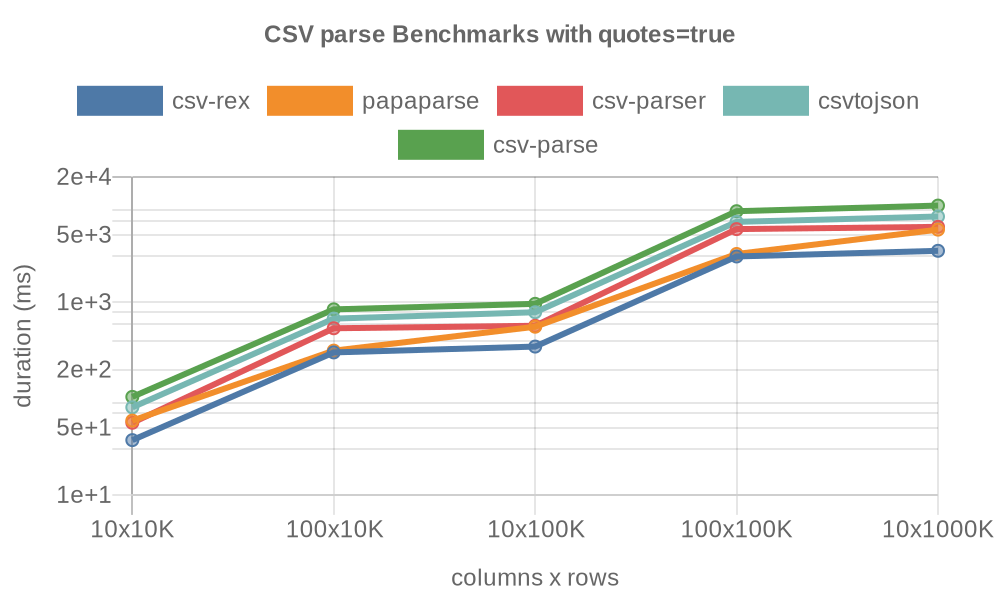 CSV parse Benchmarks with quotes=true
csv-rex papaparse csv-parser csvtojson
csv-parse
2e+4
5e+3
1e+3
2e+2
5e+1
1e+1
duration (ms)
10x10K 100x10K 10x100K 100x100K 10x1000K
columns x rows